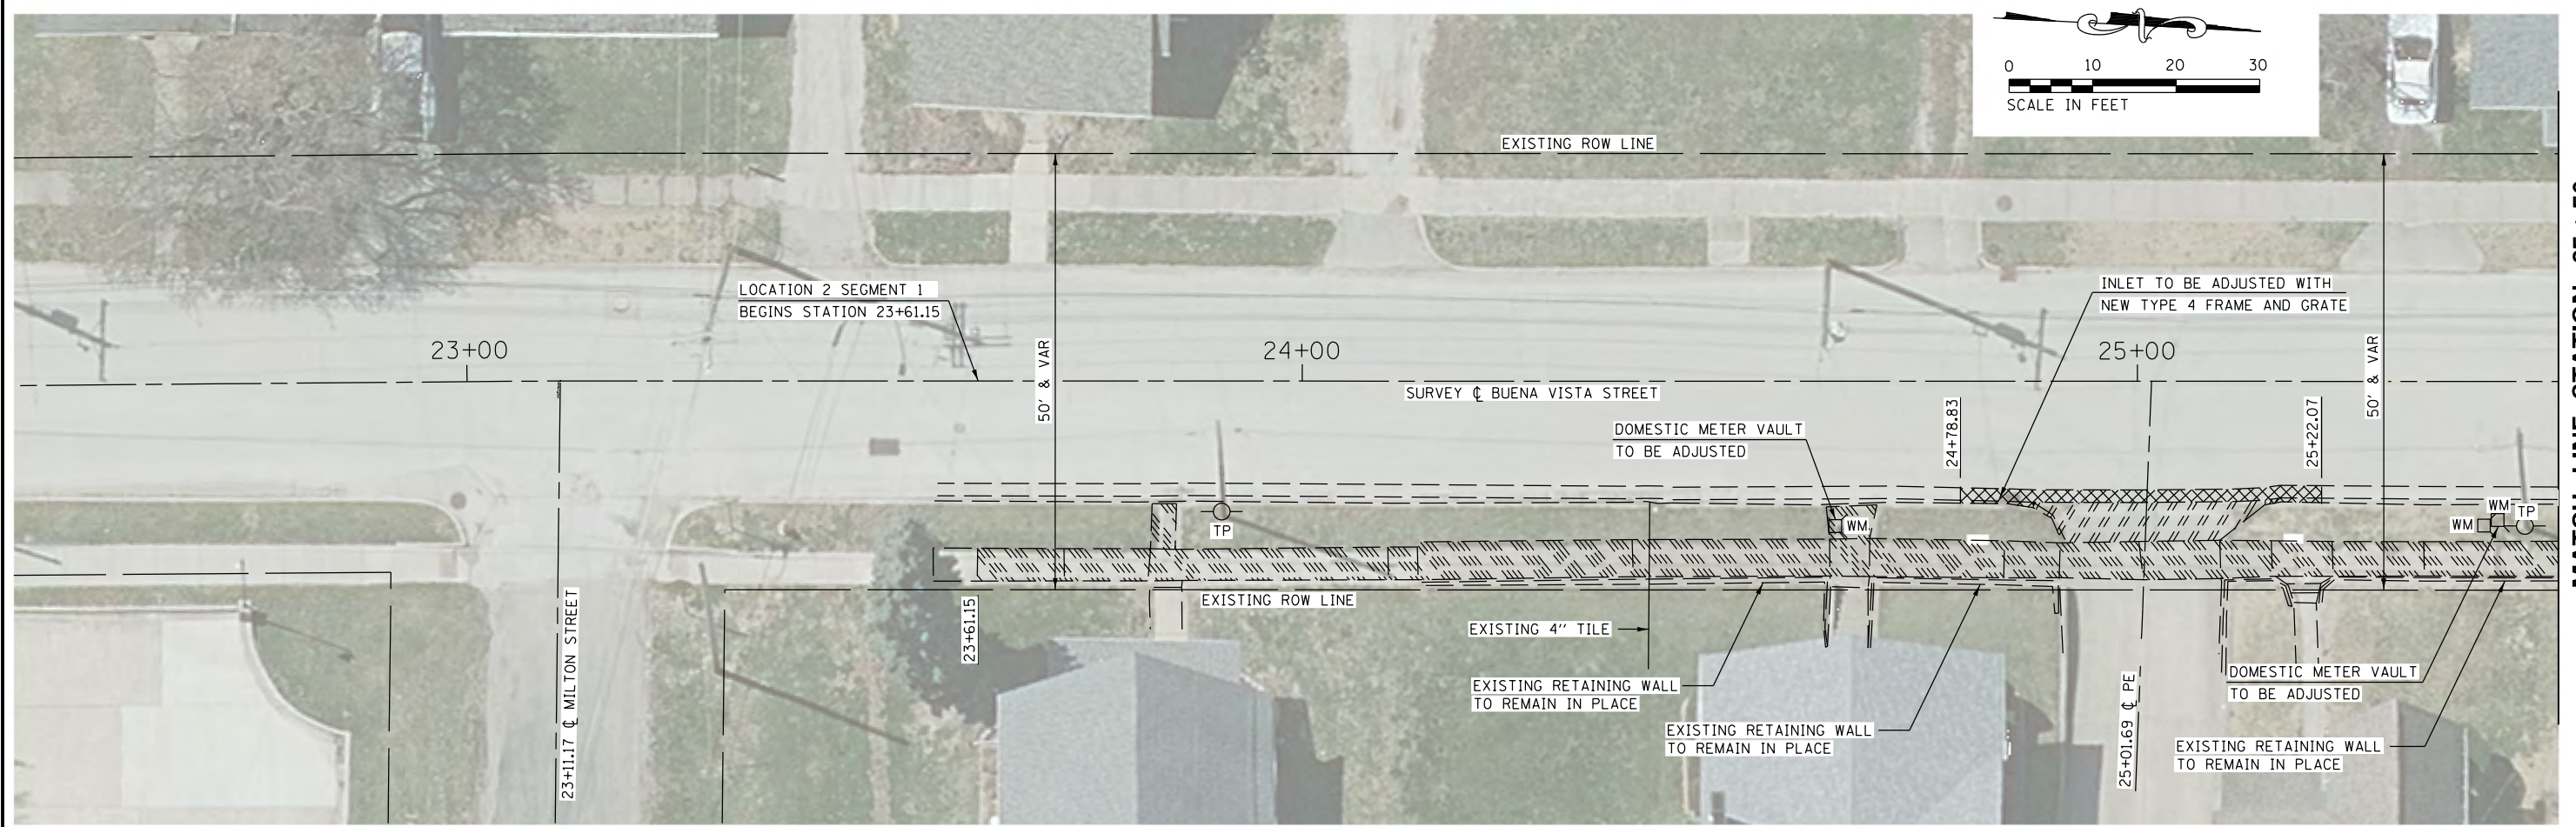 0 10 20 30
SCALE IN FEET
EXISTING ROW LINE
LOCATION 2 SEGMENT 1
BEGINS STATION 23+61.15
INLET TO BE ADJUSTED WITH
NEW TYPE 4 FRAME AND GRATE
23+00
24+00
25+00
50' & VAR
50' & VAR
SURVEY ℄ BUENA VISTA STREET
24+78.83
25+22.07
DOMESTIC METER VAULT
TO BE ADJUSTED
TP
WM
WM
WM
TP
23+61.15
EXISTING ROW LINE
23+11.17 ℄ MILTON STREET
EXISTING 4'' TILE
EXISTING RETAINING WALL
TO REMAIN IN PLACE
EXISTING RETAINING WALL
TO REMAIN IN PLACE
25+01.69 ℄ PE
DOMESTIC METER VAULT
TO BE ADJUSTED
EXISTING RETAINING WALL
TO REMAIN IN PLACE